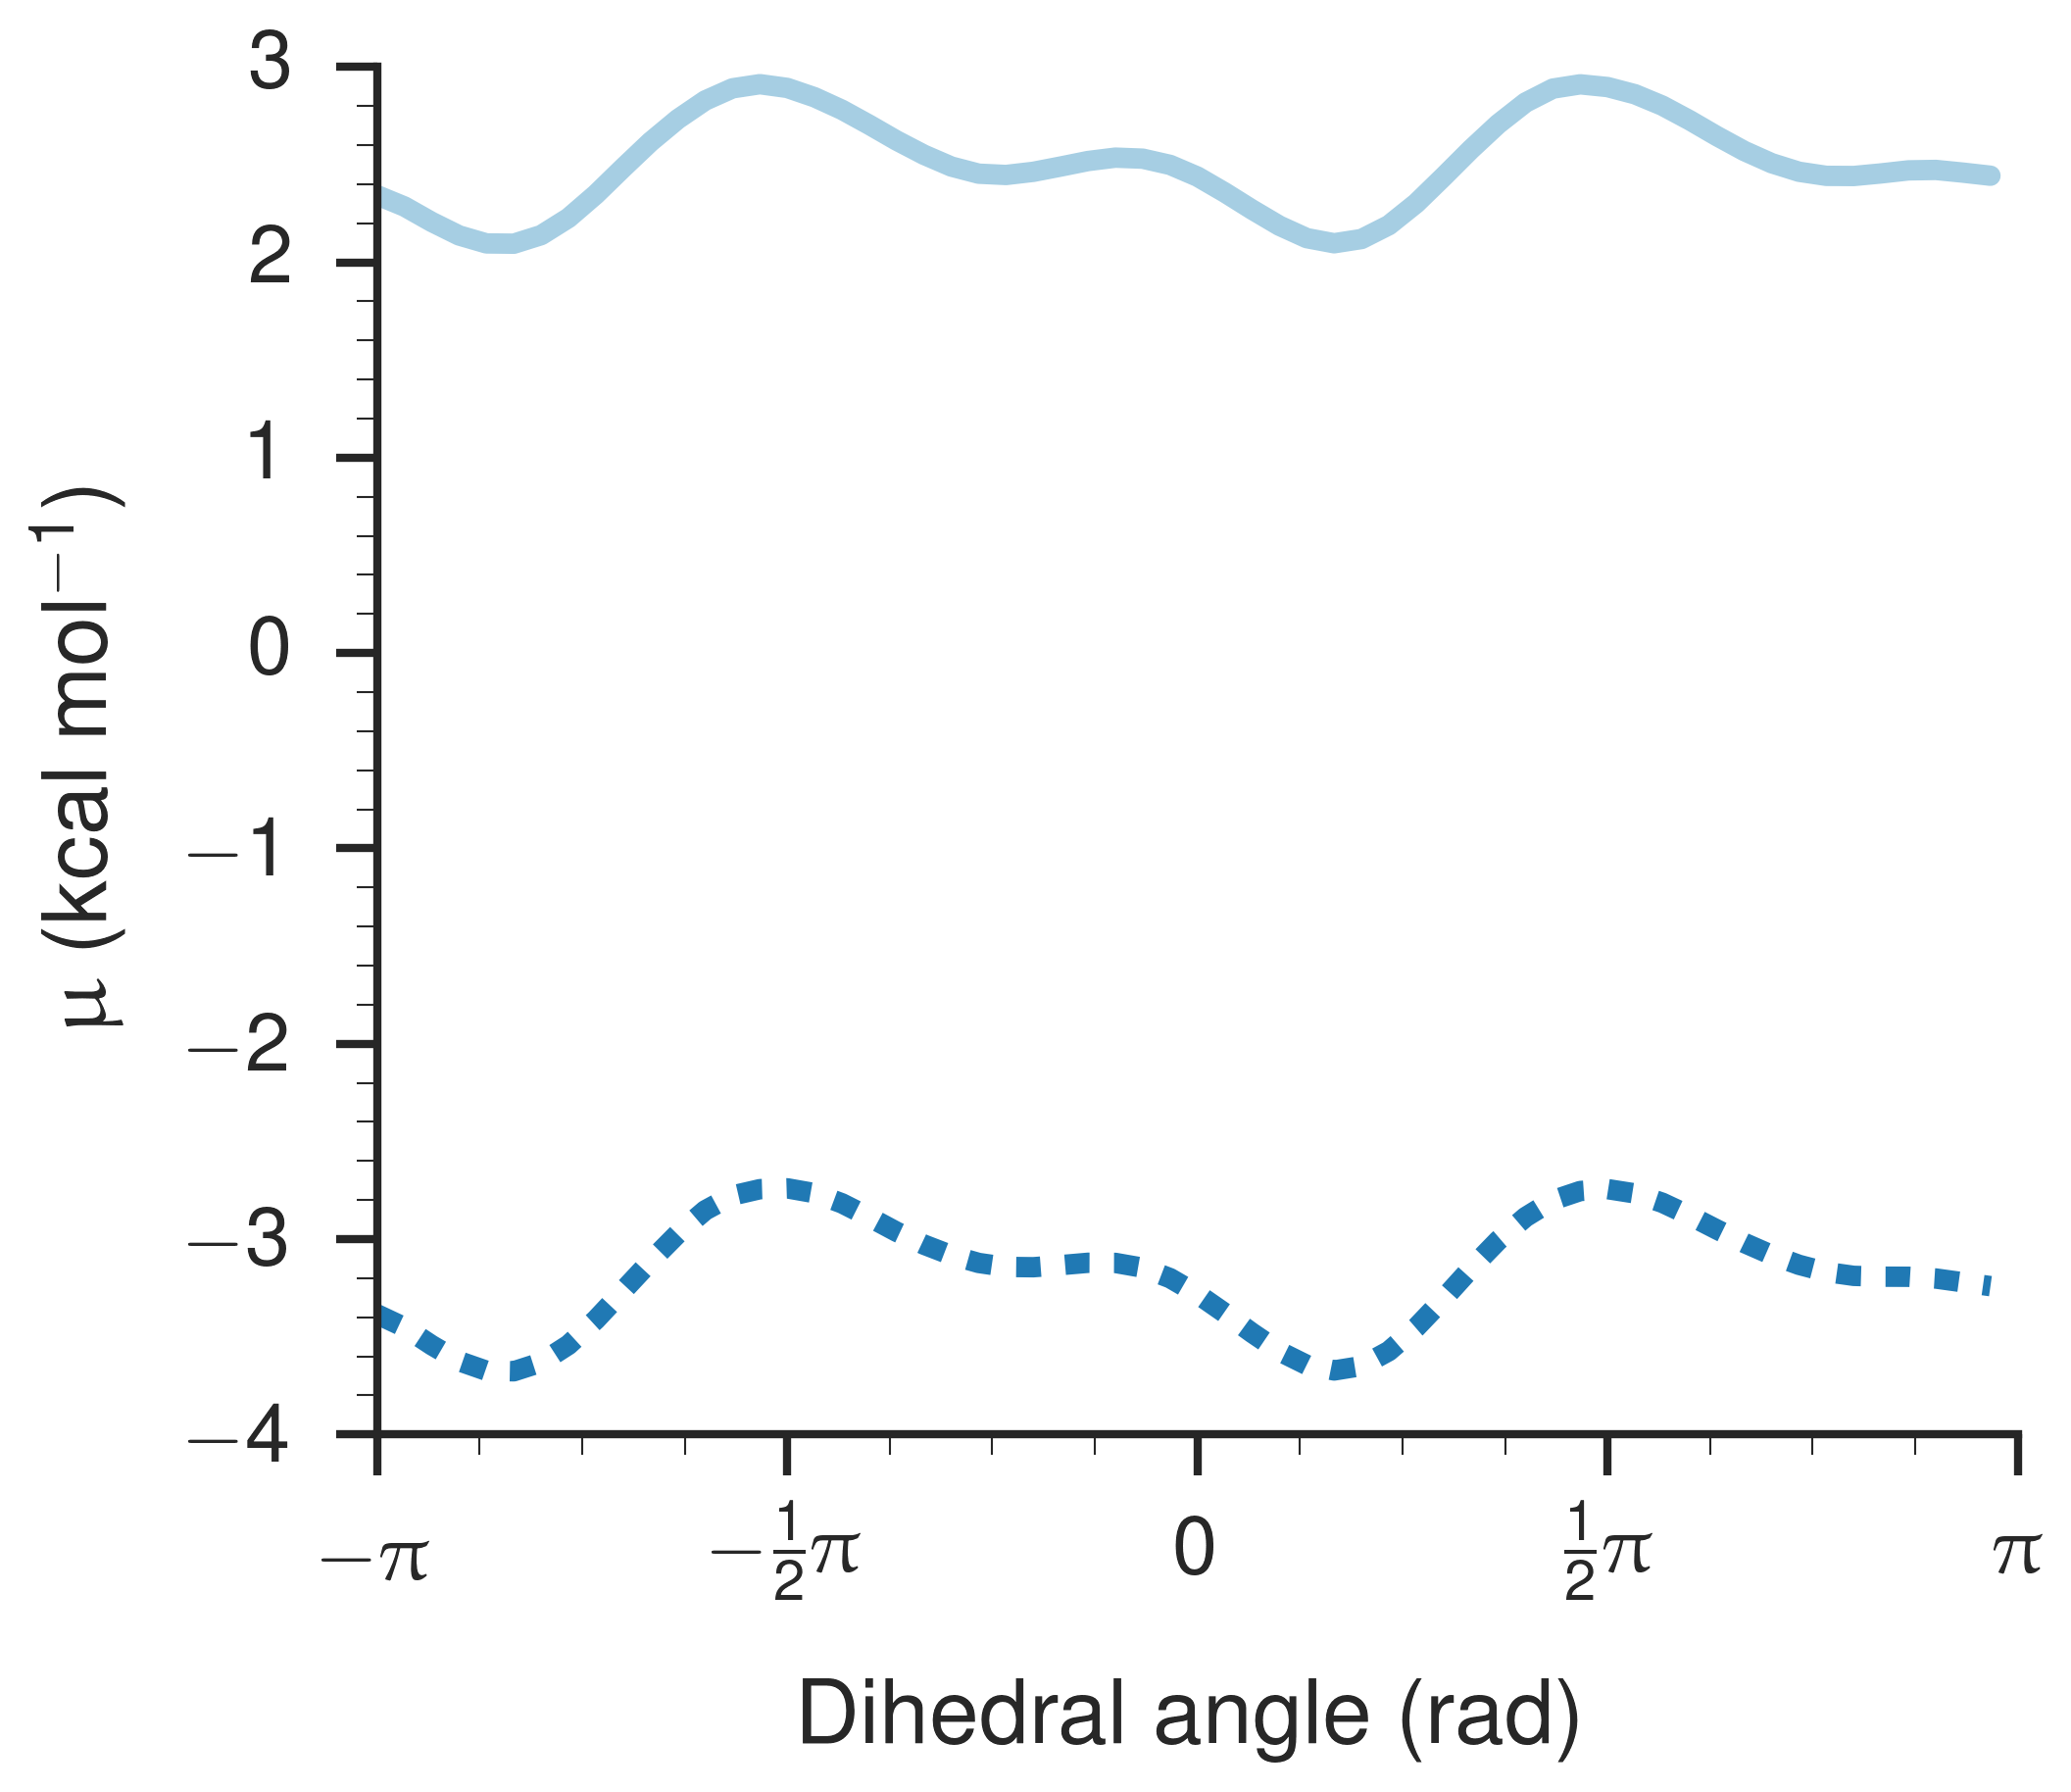 3
2
1
0
−1
−2
−3
−4
μ (kcal mol⁻¹)
−π
−½π
0
½π
π
Dihedral angle (rad)